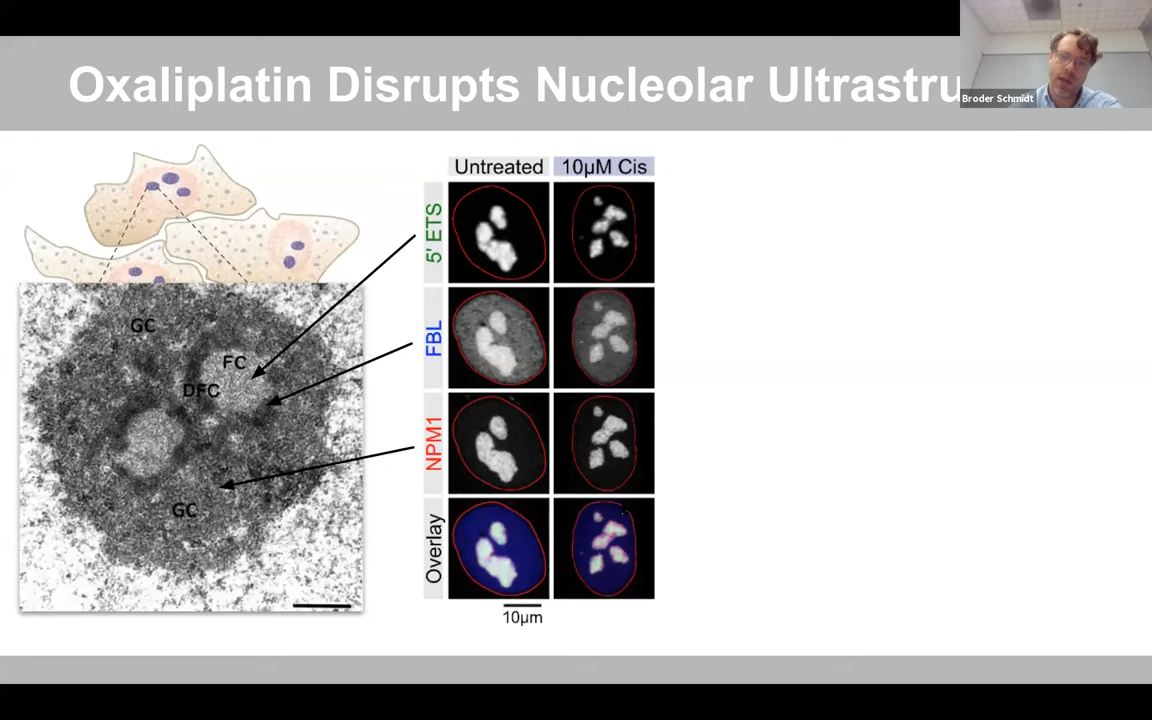 Oxaliplatin Disrupts Nucleolar Ultrastru
Broder Schmidt
Untreated
10µM Cis
5' ETS
FBL
NPM1
Overlay
10µm
GC
FC
DFC
GC